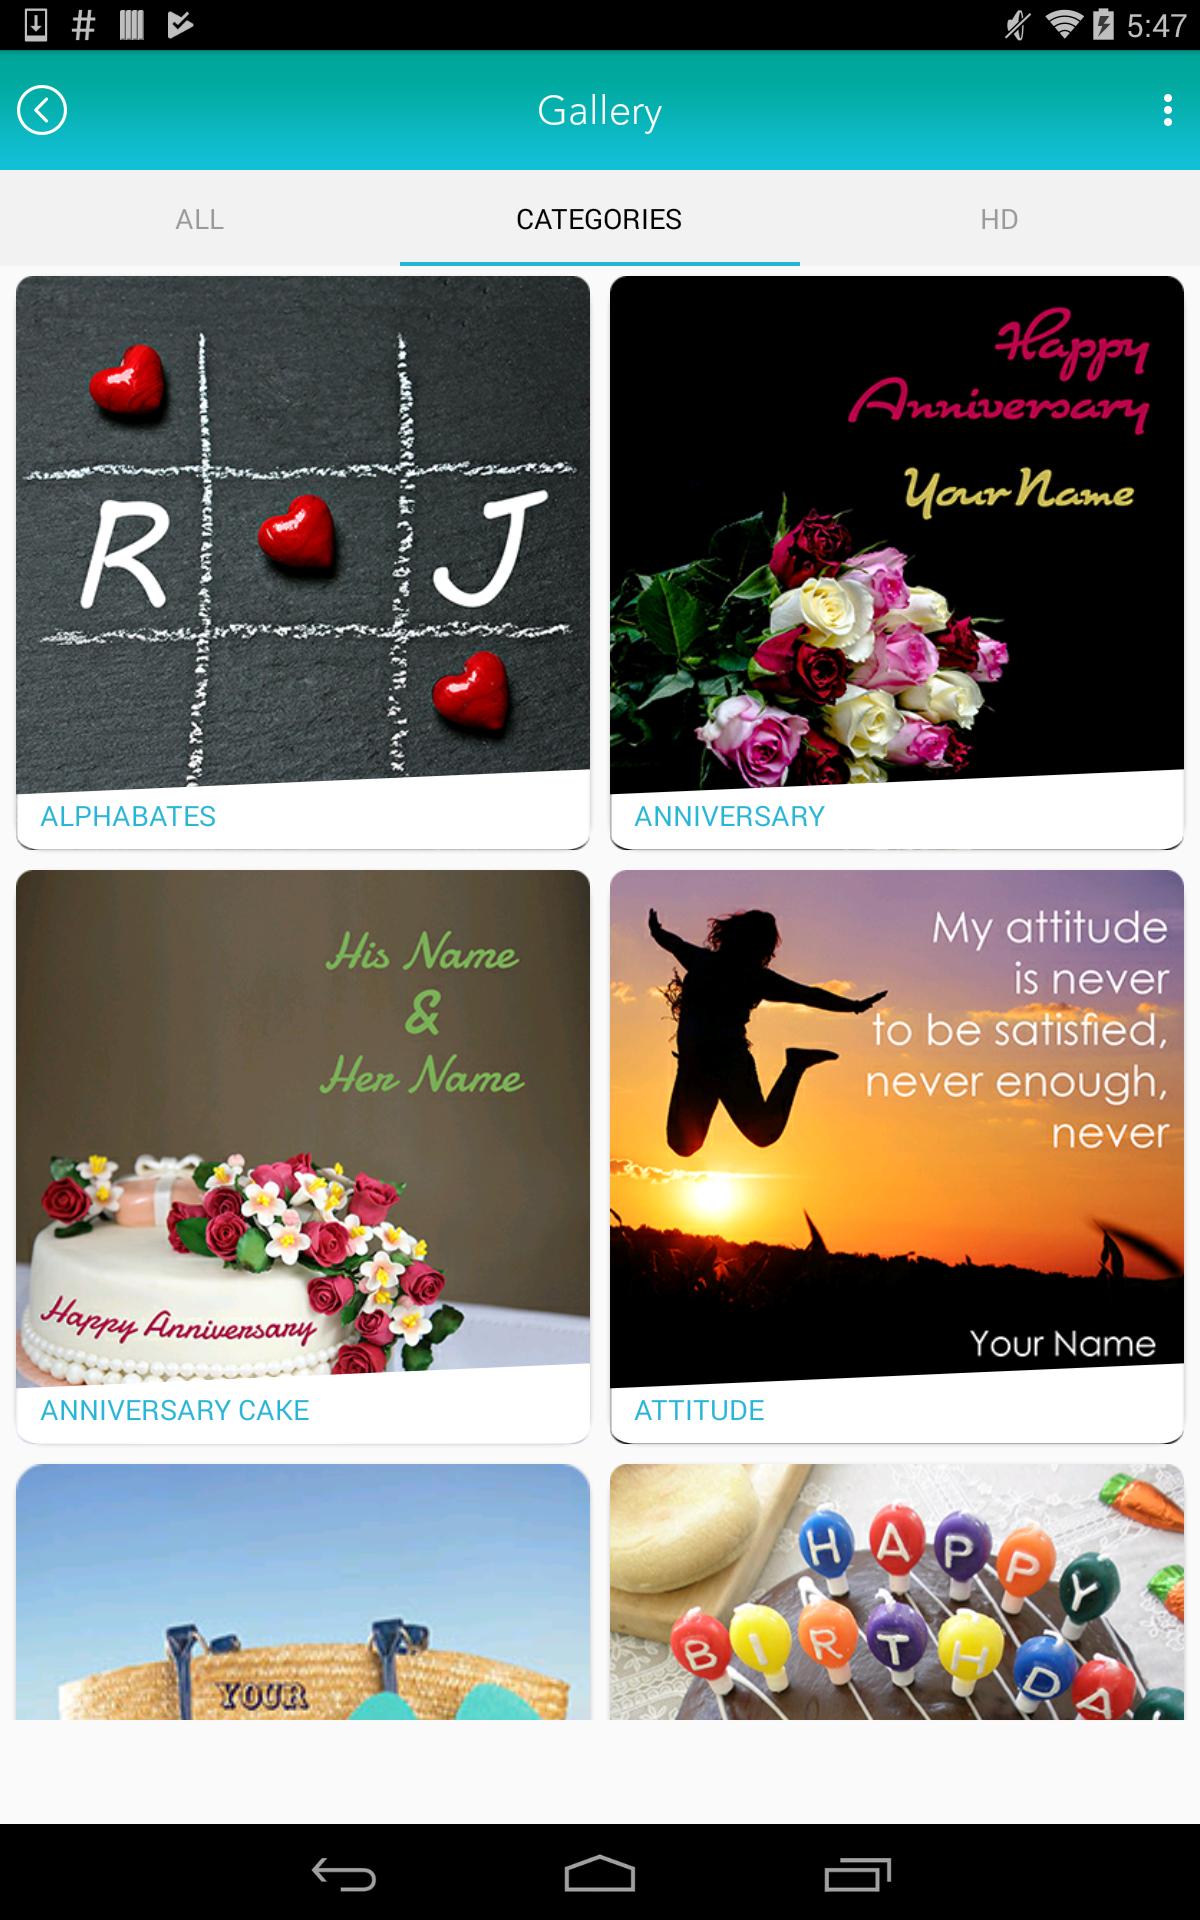 5:47
Gallery
ALL
CATEGORIES
HD
R
J
ALPHABATES
Happy
Anniversary
Your Name
ANNIVERSARY
His Name
&
Her Name
Happy Anniversary
ANNIVERSARY CAKE
My attitude
is never
to be satisfied,
never enough,
never
Your Name
ATTITUDE
YOUR
HAPPY
BIRTHDA